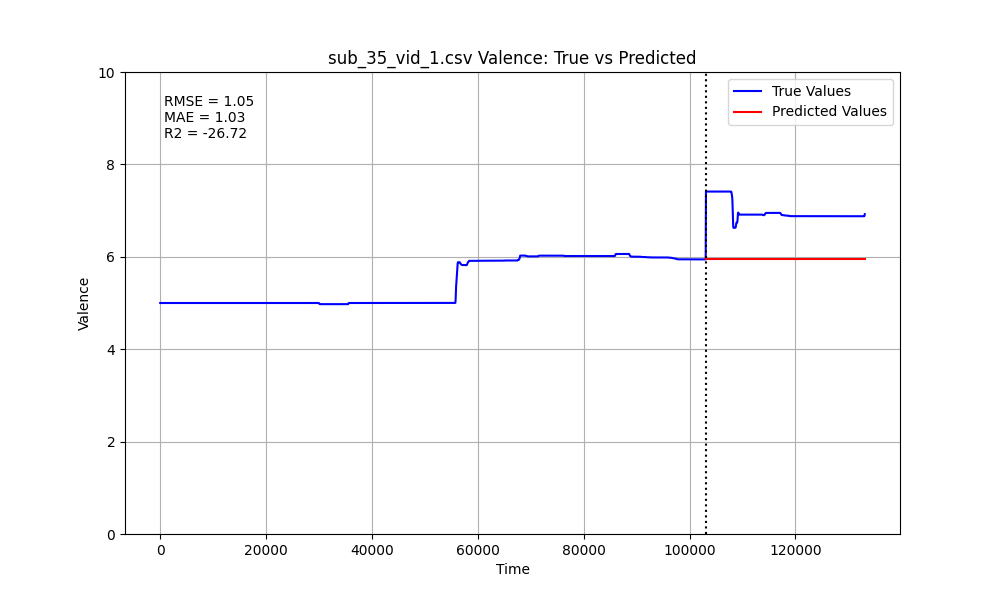 sub_35_vid_1.csv Valence: True vs Predicted
RMSE = 1.05
MAE = 1.03
R2 = -26.72
True Values
Predicted Values
10
8
6
4
2
0
Valence
0 20000 40000 60000 80000 100000 120000
Time